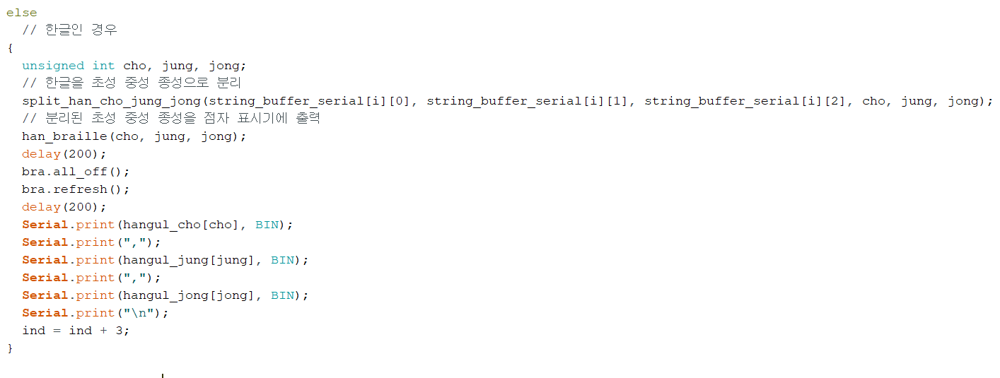 else
// 한글인 경우
{
unsigned int cho, jung, jong;
// 한글을 초성 중성 종성으로 분리
split_han_cho_jung_jong(string_buffer_serial[i][0], string_buffer_serial[i][1], string_buffer_serial[i][2], cho, jung, jong);
// 분리된 초성 중성 종성을 점자 표시기에 출력
han_braille(cho, jung, jong);
delay(200);
bra.all_off();
bra.refresh();
delay(200);
Serial.print(hangul_cho[cho], BIN);
Serial.print(",");
Serial.print(hangul_jung[jung], BIN);
Serial.print(",");
Serial.print(hangul_jong[jong], BIN);
Serial.print("\n");
ind = ind + 3;
}